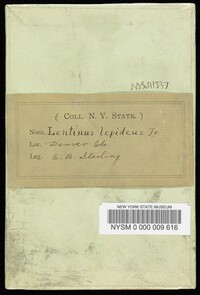 NYSM1337
( COLL. N. Y. STATE. )
NAME Lentinus lepideus Fr.
LOC. Denver Colo.
LEG. E. B. Sterling
NEW YORK STATE MUSEUM
NYSM 0 000 009 616